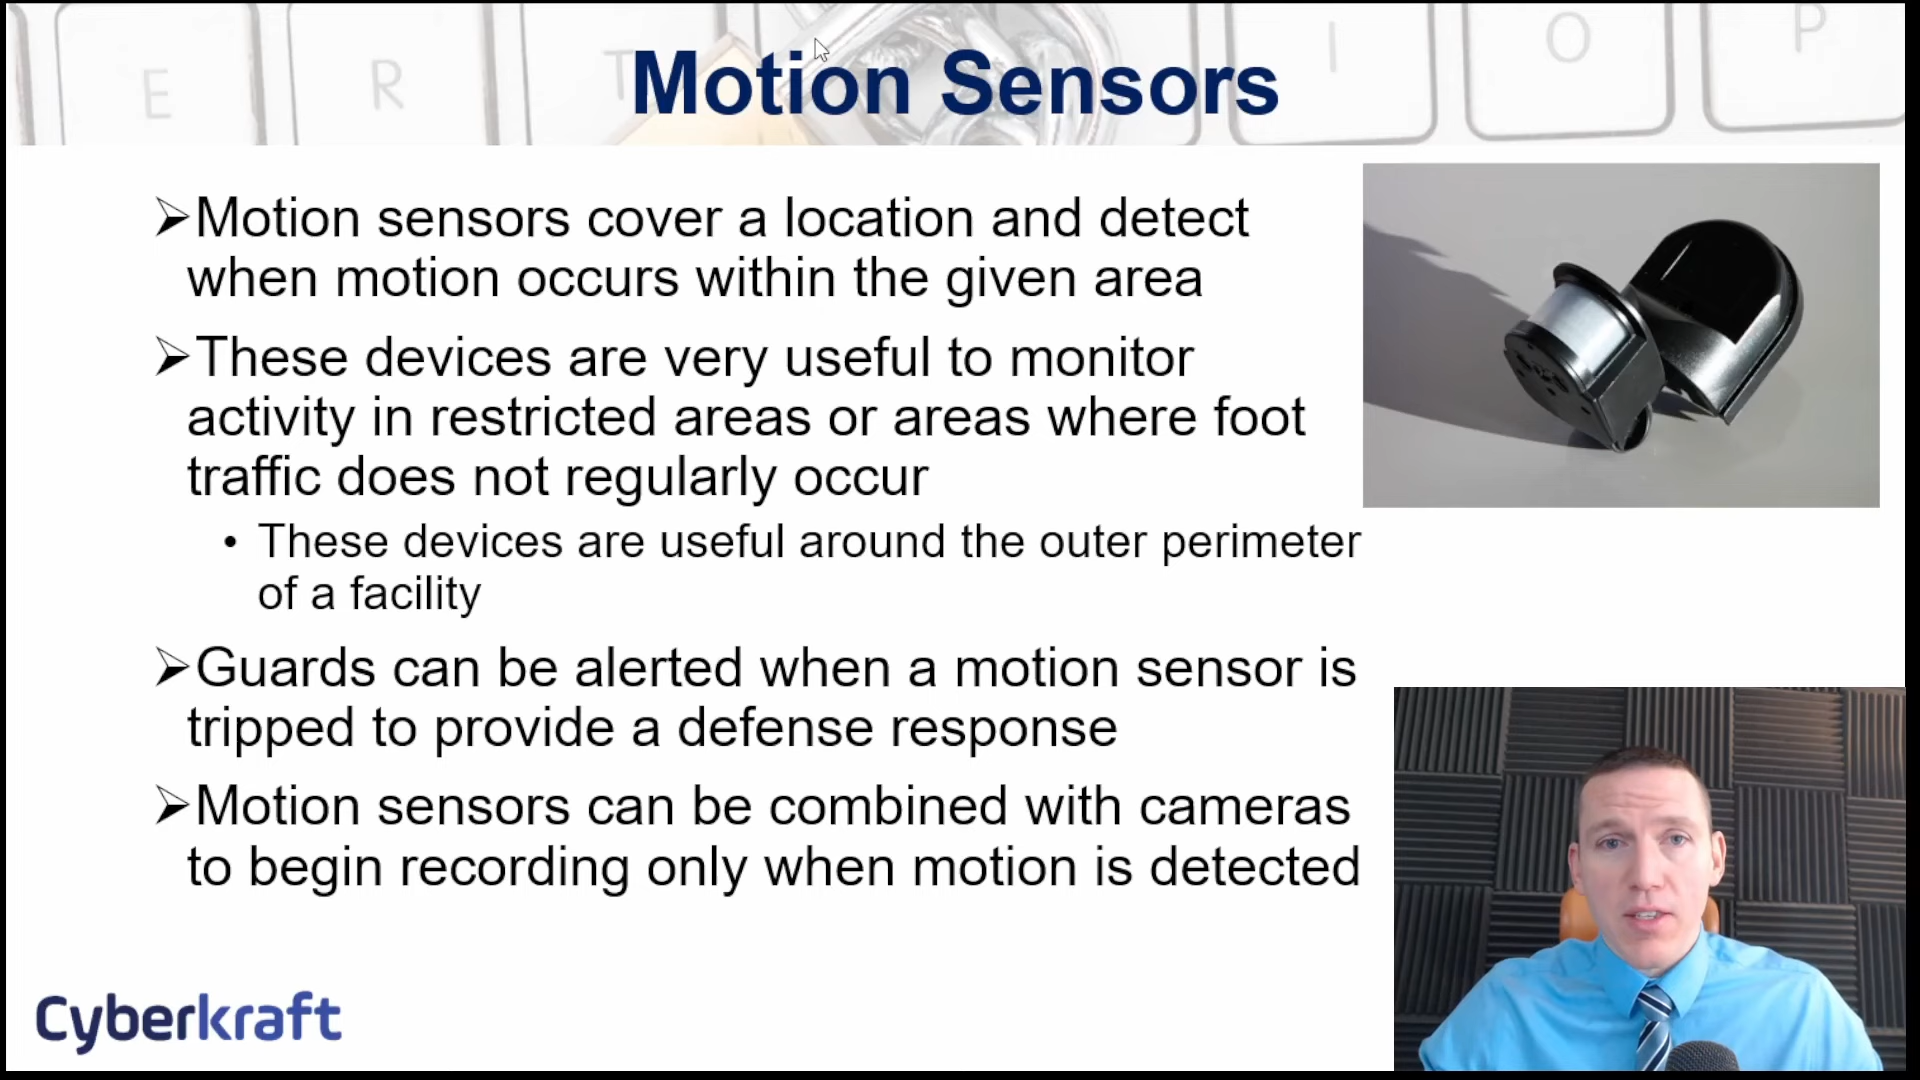 E R T I O P
Motion Sensors
➢Motion sensors cover a location and detect
when motion occurs within the given area
➢These devices are very useful to monitor
activity in restricted areas or areas where foot
traffic does not regularly occur
• These devices are useful around the outer perimeter
of a facility
➢Guards can be alerted when a motion sensor is
tripped to provide a defense response
➢Motion sensors can be combined with cameras
to begin recording only when motion is detected
Cyberkraft